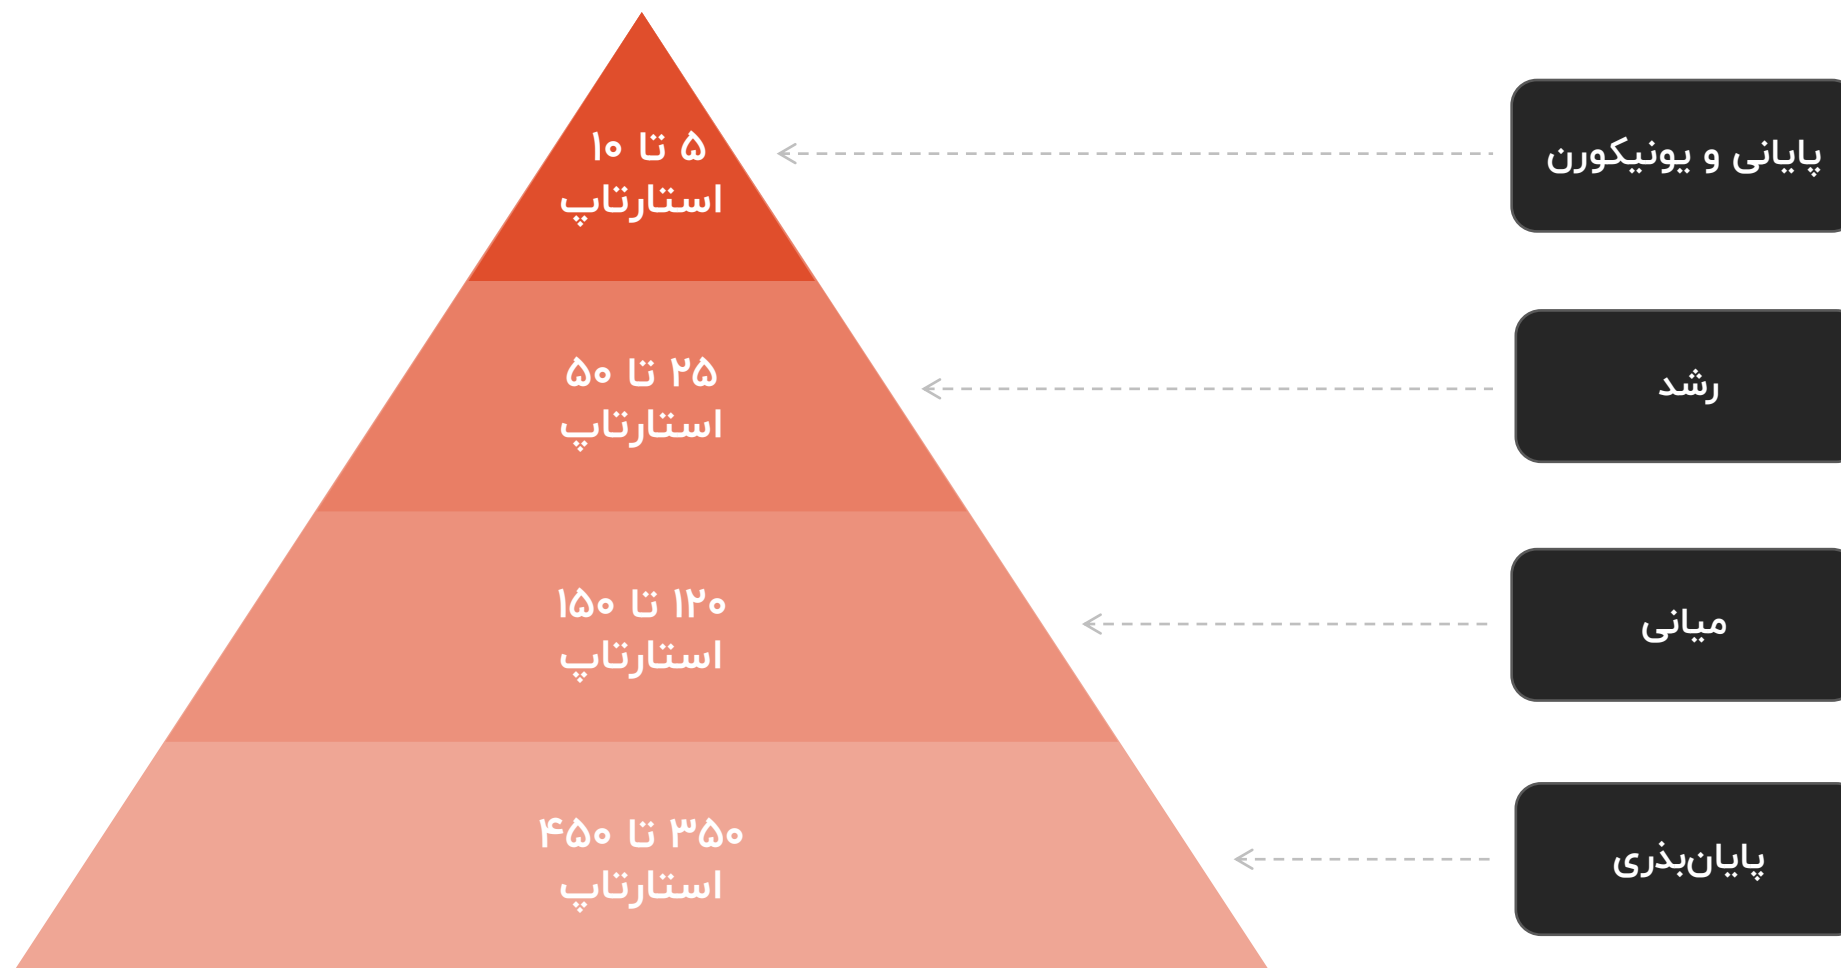 پایانی و یونیکورن
۵ تا ۱۰
استارتاپ
رشد
۲۵ تا ۵۰
استارتاپ
میانی
۱۲۰ تا ۱۵۰
استارتاپ
پایان‌بذری
۳۵۰ تا ۴۵۰
استارتاپ